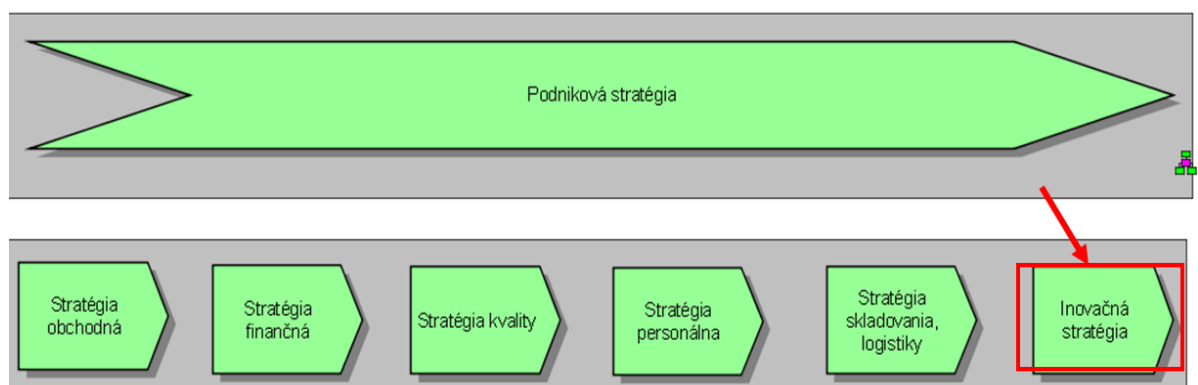 Podniková stratégia
Stratégia
obchodná
Stratégia
finančná
Stratégia kvality
Stratégia
personálna
Stratégia
skladovania,
logistiky
Inovačná
stratégia